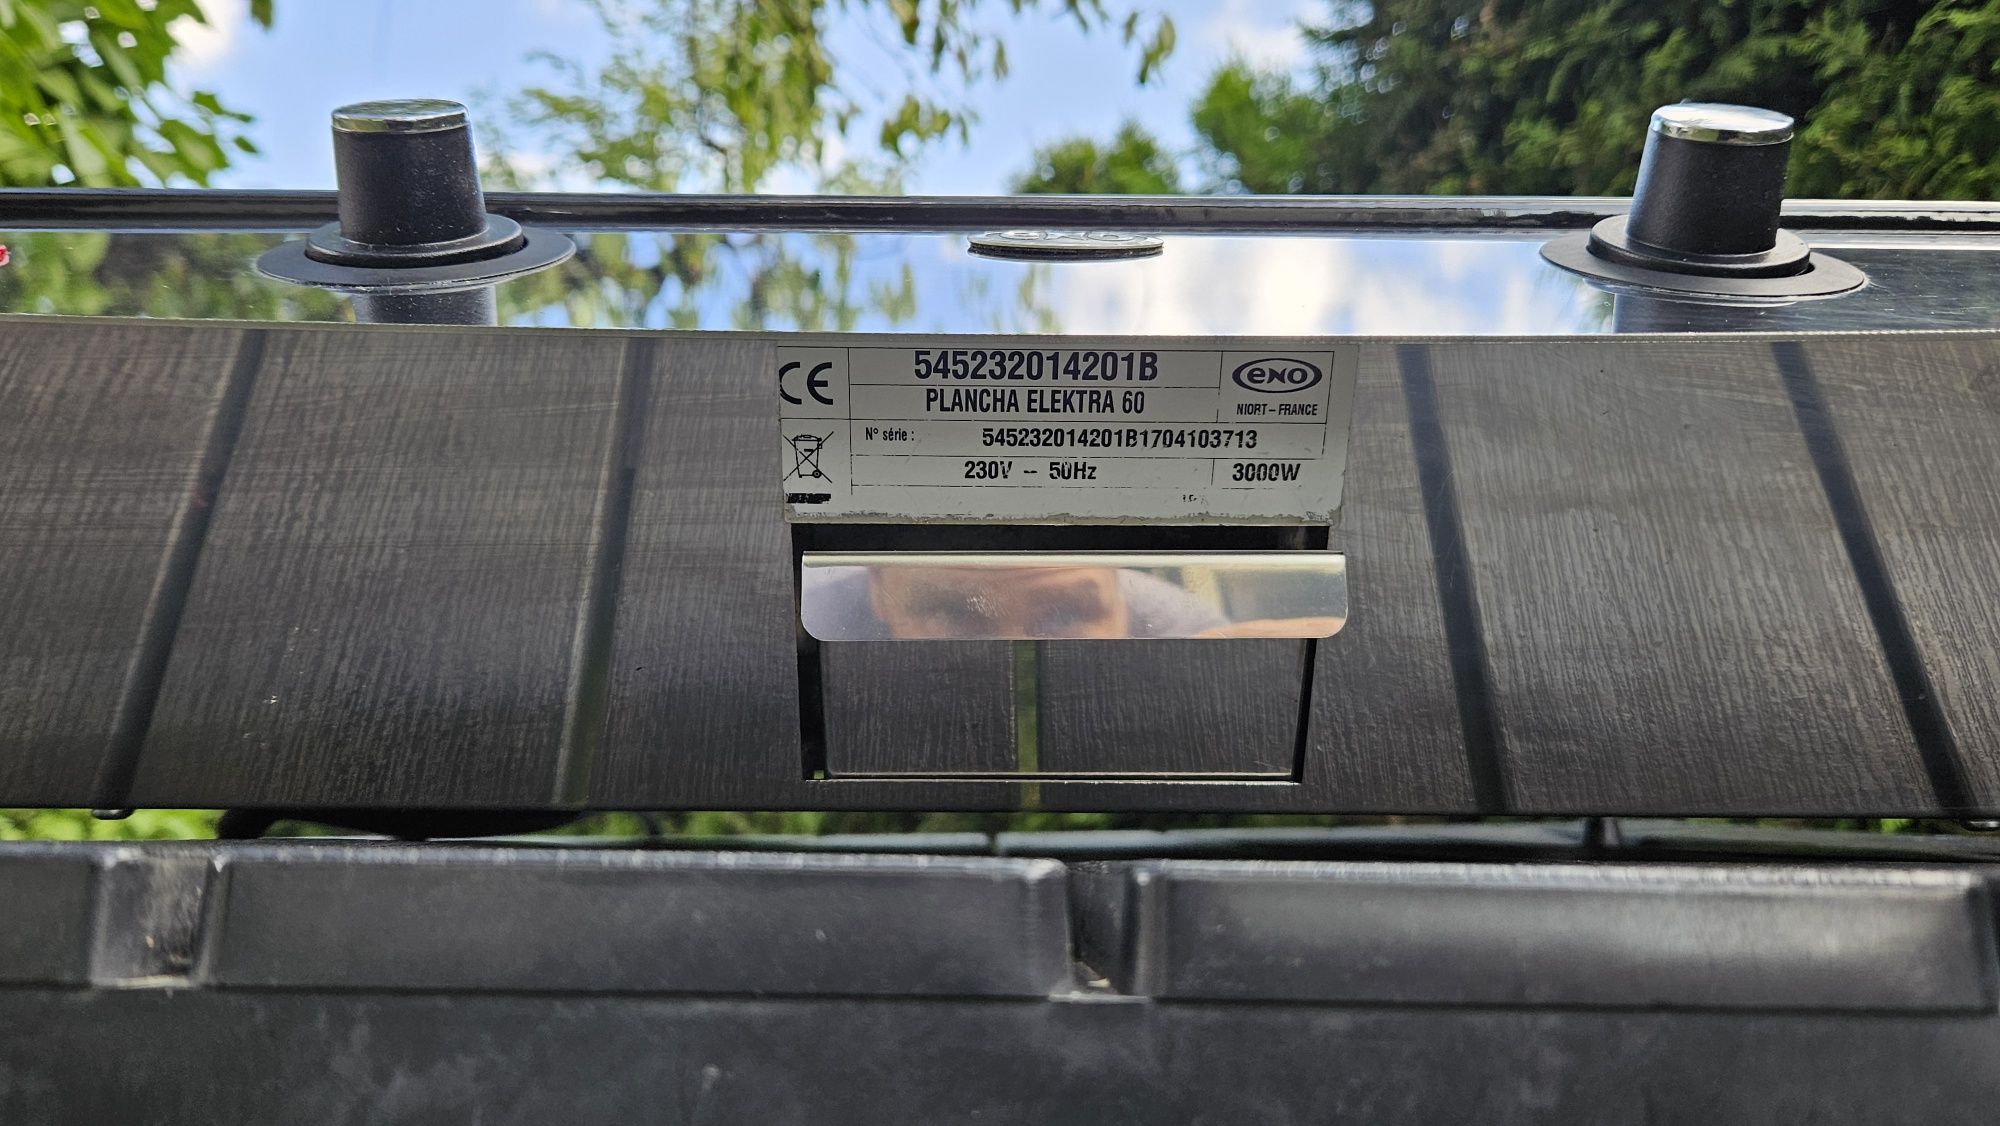 CE
545232014201B
eNO
PLANCHA ELEKTRA 60
NIORT – FRANCE
N° série : 545232014201B1704103713
230V – 50Hz
3000W